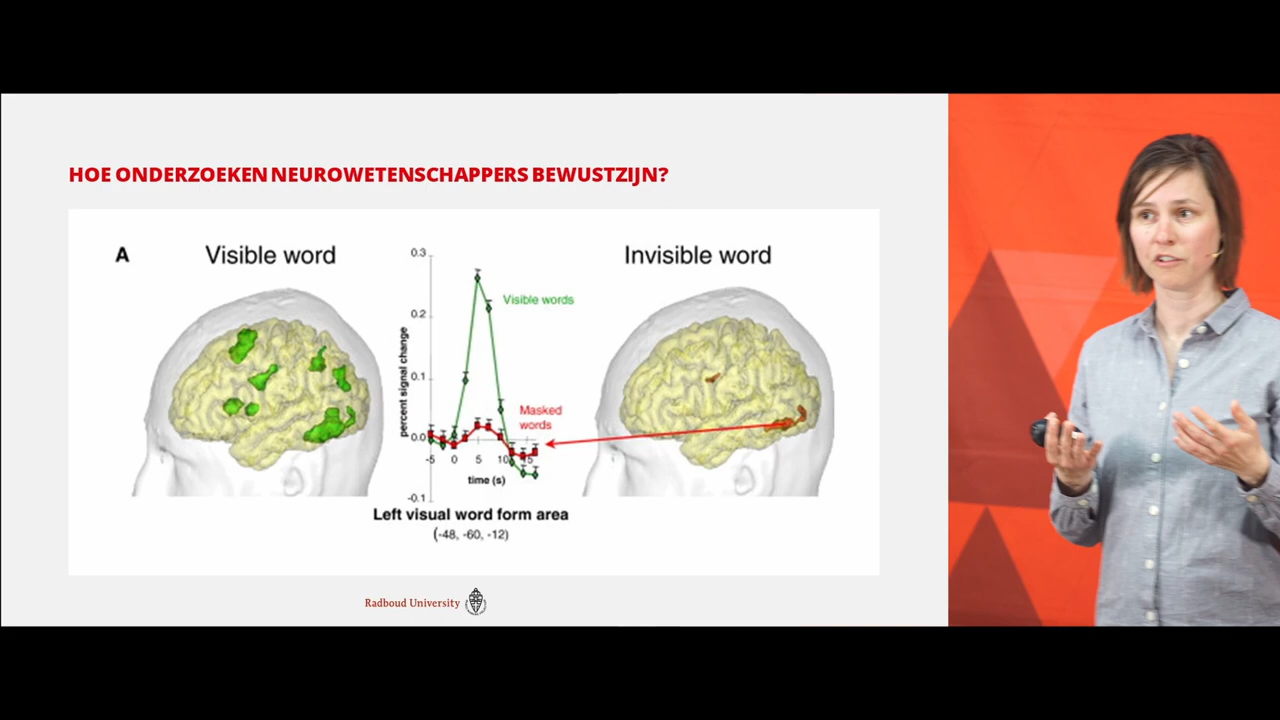 HOE ONDERZOEKEN NEUROWETENSCHAPPERS BEWUSTZIJN?
A
Visible word
Invisible word
0.3
0.2
0.1
0.0
-0.1
percent signal change
Visible words
Masked
words
-5 0 5 10 15
time (s)
Left visual word form area
(-48, -60, -12)
Radboud University